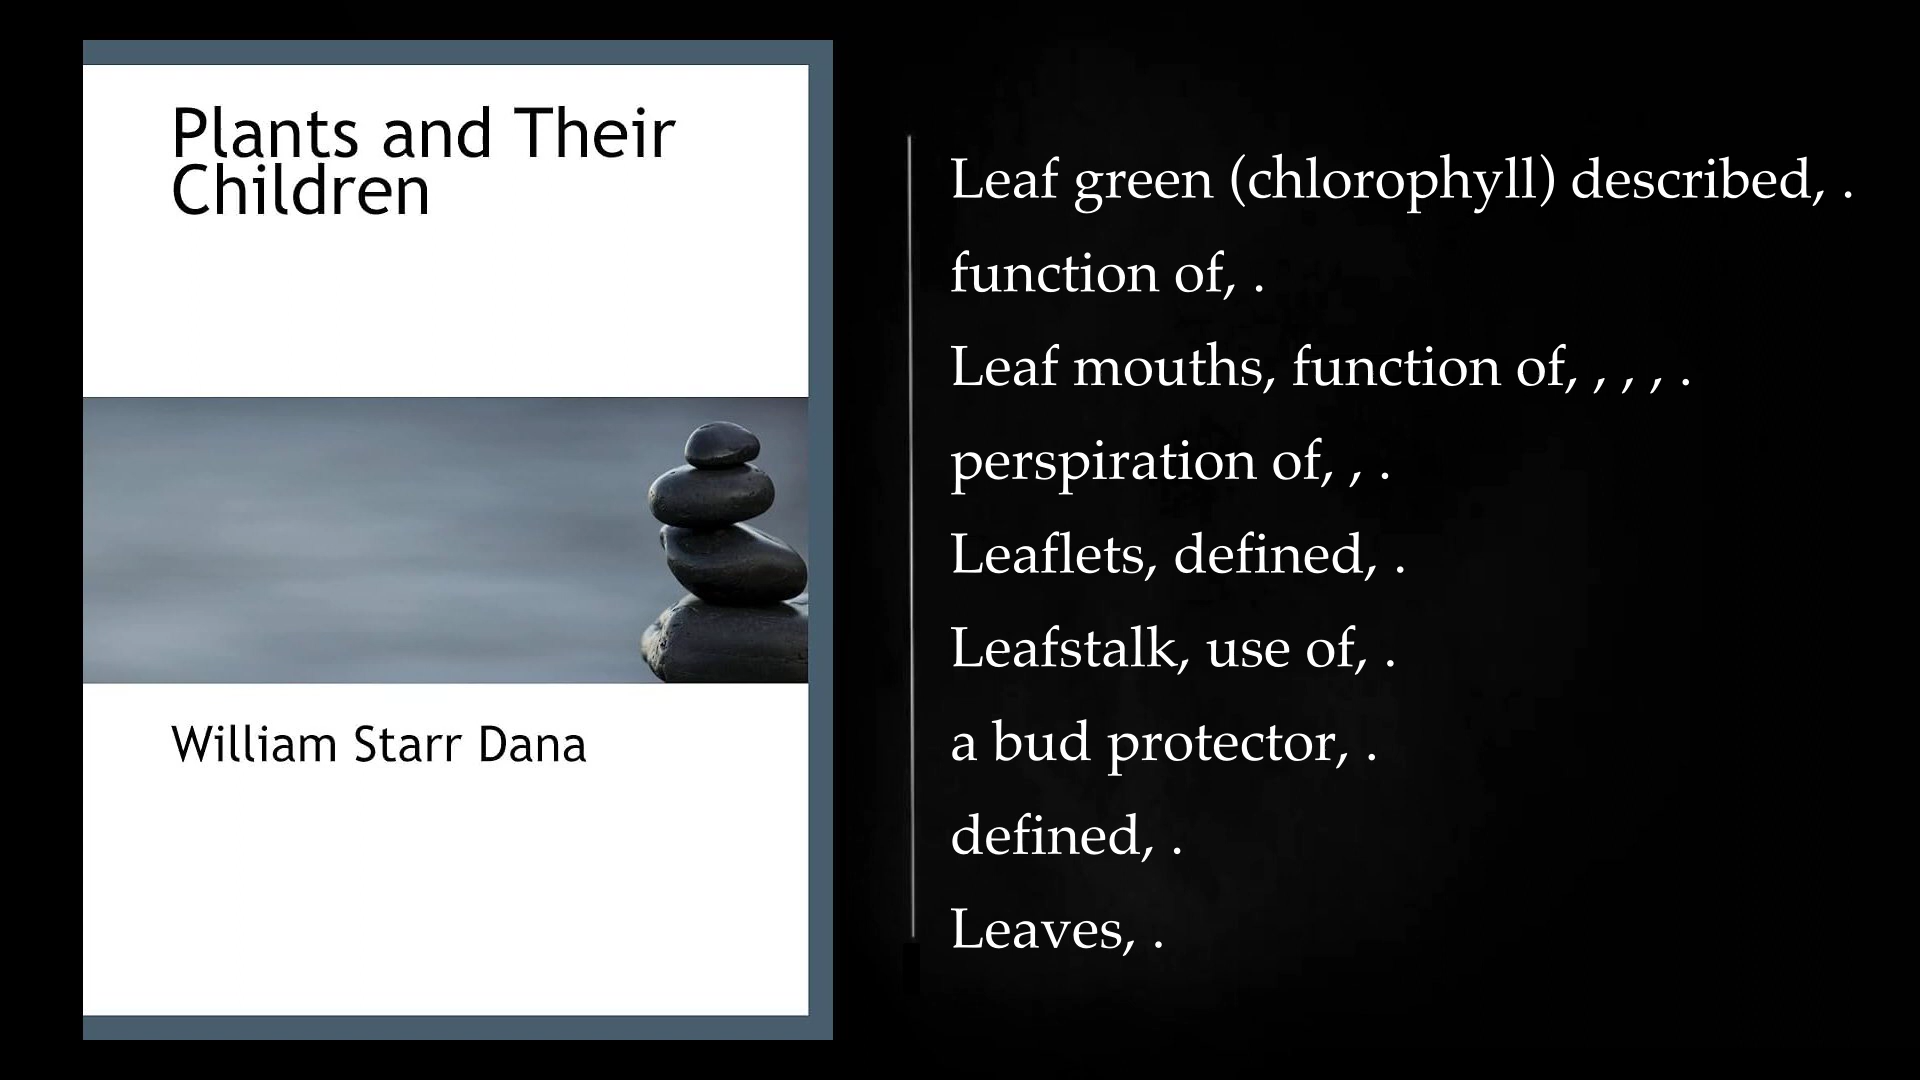 Plants and Their
Children
William Starr Dana
Leaf green (chlorophyll) described, .
function of, .
Leaf mouths, function of, , , , .
perspiration of, , .
Leaflets, defined, .
Leafstalk, use of, .
a bud protector, .
defined, .
Leaves, .